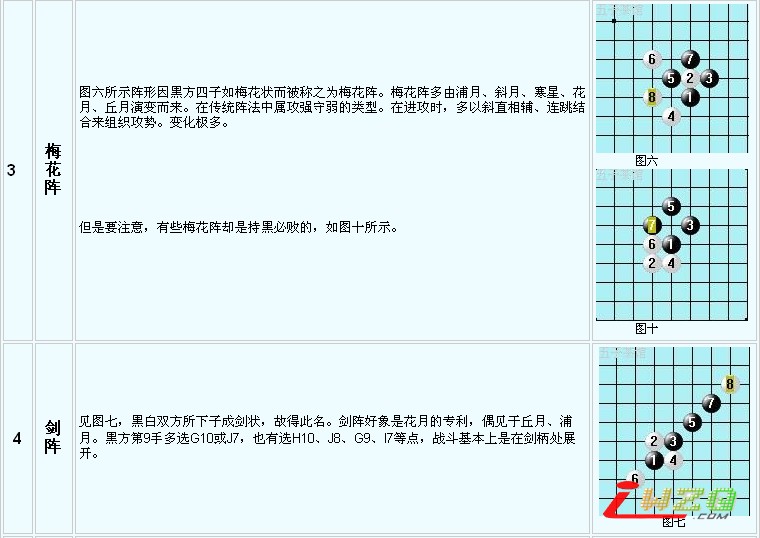 3
梅
花
阵
图六所示阵形因黑方四子如梅花状而被称之为梅花阵。梅花阵多由浦月、斜月、寒星、花
月、丘月演变而来。在传统阵法中属攻强守弱的类型。在进攻时，多以斜直相辅、连跳结
合来组织攻势。变化极多。
但是要注意，有些梅花阵却是持黑必败的，如图十所示。
6 7
5 2 3
8 1
4
图六
5
7 3
6 1
2 4
图十
4
剑
阵
见图七，黑白双方所下子成剑状，故得此名。剑阵好象是花月的专利，偶见于丘月、浦
月。黑方第9手多选G10或J7，也有选H10、J8、G9、I7等点，战斗基本上是在剑柄处展
开。
8
7
5
2 3
1 4
6
iWZQ
.COM
图七